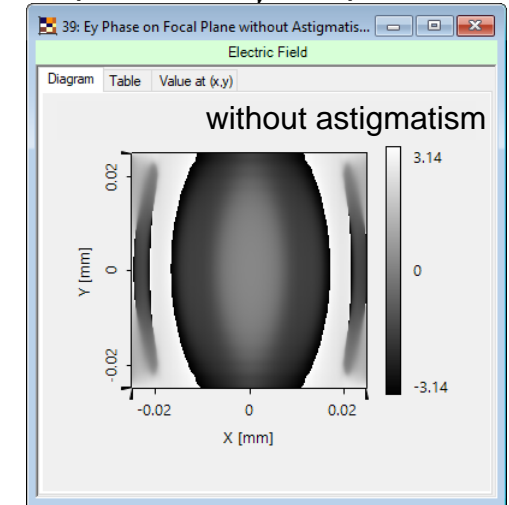 39: Ey Phase on Focal Plane without Astigmatis...
Electric Field
Diagram Table Value at (x,y)
without astigmatism
3.14
0
-3.14
Y [mm]
0.02
0
-0.02
-0.02 0 0.02
X [mm]